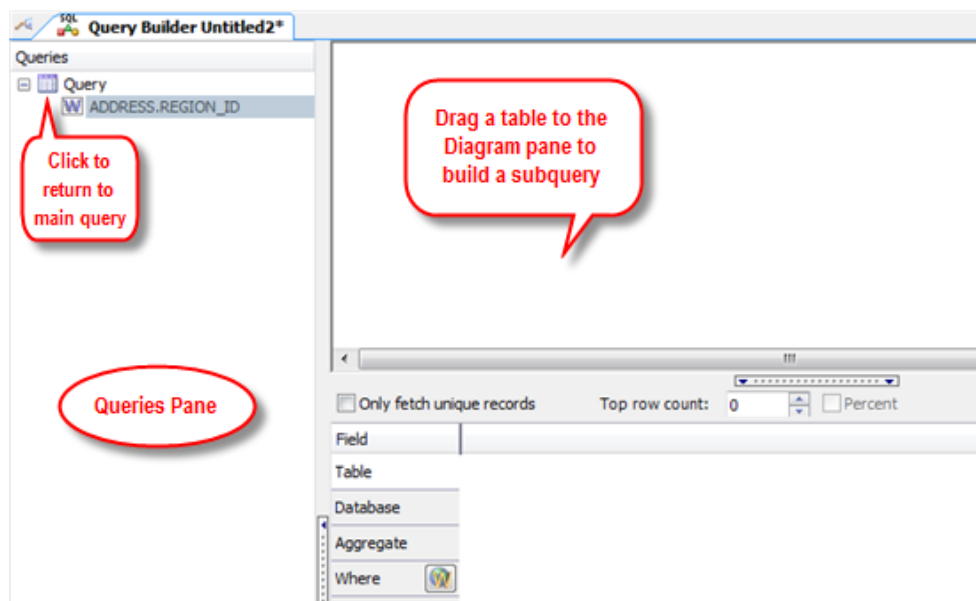 SQL
Query Builder Untitled2*
Queries
Query
W ADDRESS.REGION_ID
Click to
return to
main query
Drag a table to the
Diagram pane to
build a subquery
Queries Pane
Only fetch unique records Top row count: 0 Percent
Field
Table
Database
Aggregate
Where